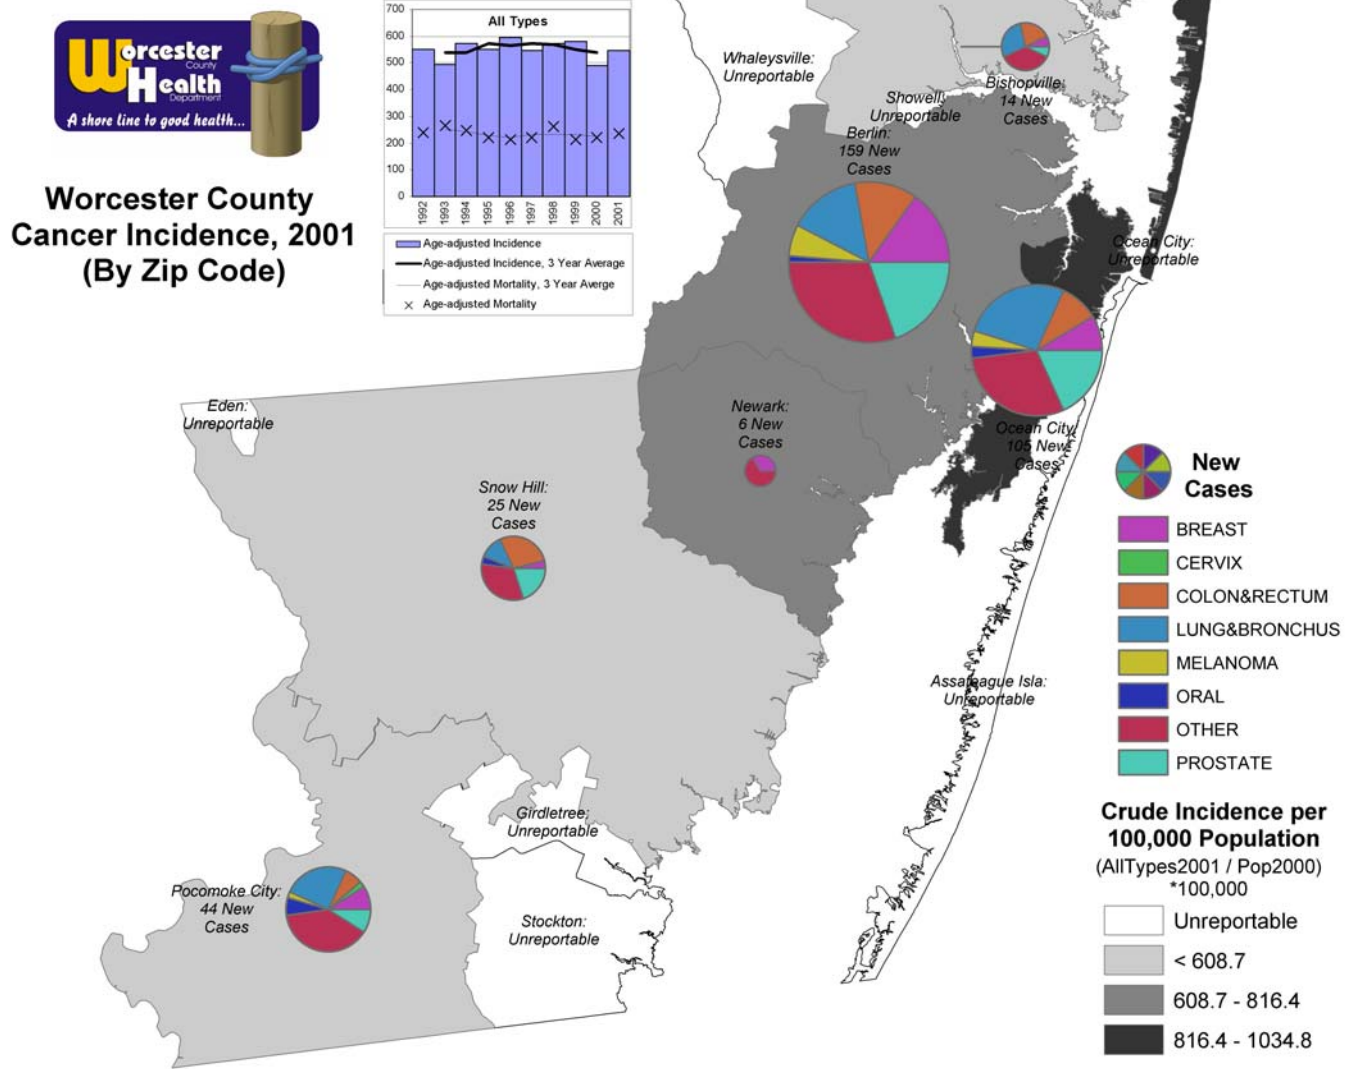 Worcester
County
Health
Department
A shore line to good health...
Worcester County
Cancer Incidence, 2001
(By Zip Code)
All Types
700
600
500
400
300
200
100
0
1992
1993
1994
1995
1996
1997
1998
1999
2000
2001
Age-adjusted Incidence
Age-adjusted Incidence, 3 Year Average
Age-adjusted Mortality, 3 Year Averge
Age-adjusted Mortality
Whaleysville:
Unreportable
Bishopville:
14 New
Cases
Showell:
Unreportable
Berlin:
159 New
Cases
Ocean City:
Unreportable
Eden:
Unreportable
Newark:
6 New
Cases
Ocean City:
105 New
Cases
Snow Hill:
25 New
Cases
Assateague Isla:
Unreportable
Girdletree:
Unreportable
Pocomoke City:
44 New
Cases
Stockton:
Unreportable
New
Cases
BREAST
CERVIX
COLON&RECTUM
LUNG&BRONCHUS
MELANOMA
ORAL
OTHER
PROSTATE
Crude Incidence per
100,000 Population
(AllTypes2001 / Pop2000)
*100,000
Unreportable
< 608.7
608.7 - 816.4
816.4 - 1034.8